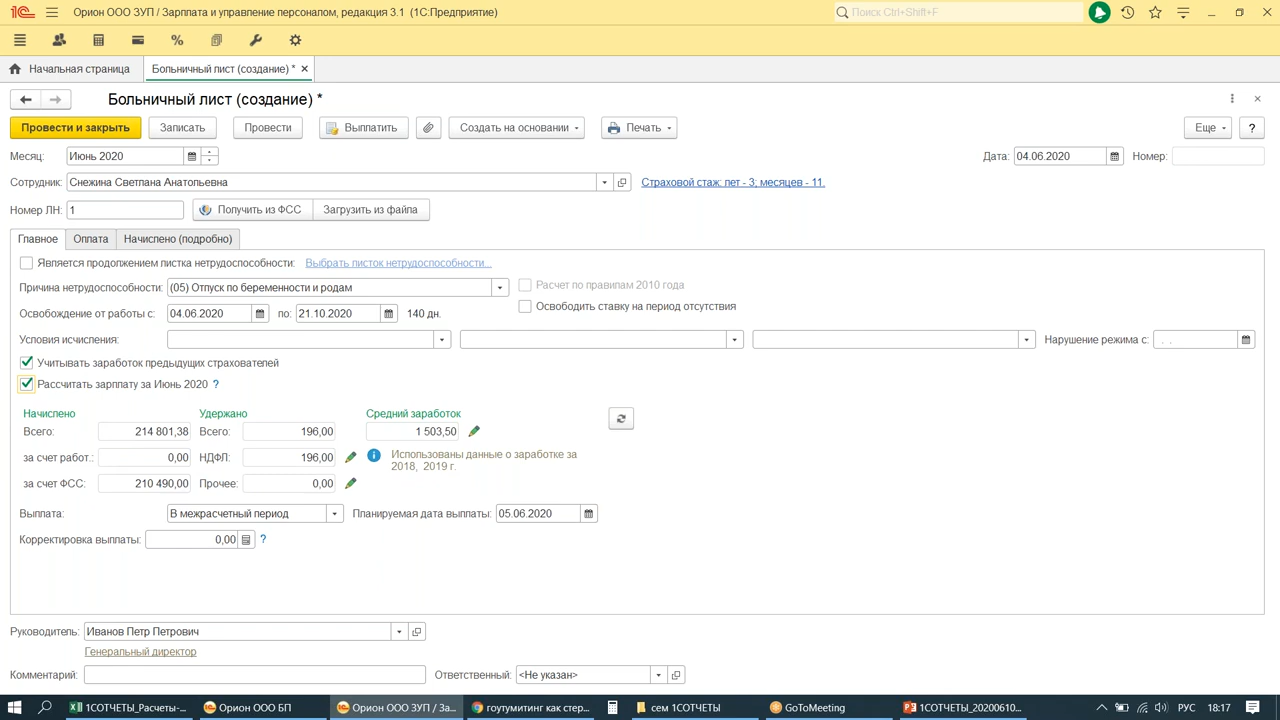 Орион ООО ЗУП / Зарплата и управление персоналом, редакция 3.1 (1С:Предприятие)
Поиск Ctrl+Shift+F
Начальная страница
Больничный лист (создание) * ×
Больничный лист (создание) *
Провести и закрыть
Записать
Провести
Выплатить
Создать на основании
Печать
Еще
?
Месяц:
Июнь 2020
Дата:
04.06.2020
Номер:
Сотрудник:
Снежина Светлана Анатольевна
Страховой стаж: лет - 3; месяцев - 11.
Номер ЛН:
1
Получить из ФСС
Загрузить из файла
Главное
Оплата
Начислено (подробно)
Является продолжением листка нетрудоспособности:
Выбрать листок нетрудоспособности...
Причина нетрудоспособности:
(05) Отпуск по беременности и родам
Расчет по правилам 2010 года
Освободить ставку на период отсутствия
Освобождение от работы с:
04.06.2020
по:
21.10.2020
140 дн.
Условия исчисления:
Нарушение режима с:
. .
Учитывать заработок предыдущих страхователей
Рассчитать зарплату за Июнь 2020 ?
Начислено
Удержано
Средний заработок
Всего:
214 801,38
Всего:
196,00
1 503,50
за счет работ.:
0,00
НДФЛ:
196,00
Использованы данные о заработке за
2018, 2019 г.
за счет ФСС:
210 490,00
Прочее:
0,00
Выплата:
В межрасчетный период
Планируемая дата выплаты:
05.06.2020
Корректировка выплаты:
0,00
?
Руководитель:
Иванов Петр Петрович
Генеральный директор
Комментарий:
Ответственный:
<Не указан>
1СОТЧЕТЫ_Расчеты-...
Орион ООО БП
Орион ООО ЗУП / За...
гоутумитинг как стер...
сем 1СОТЧЕТЫ
GoToMeeting
1СОТЧЕТЫ_20200610...
РУС
18:17